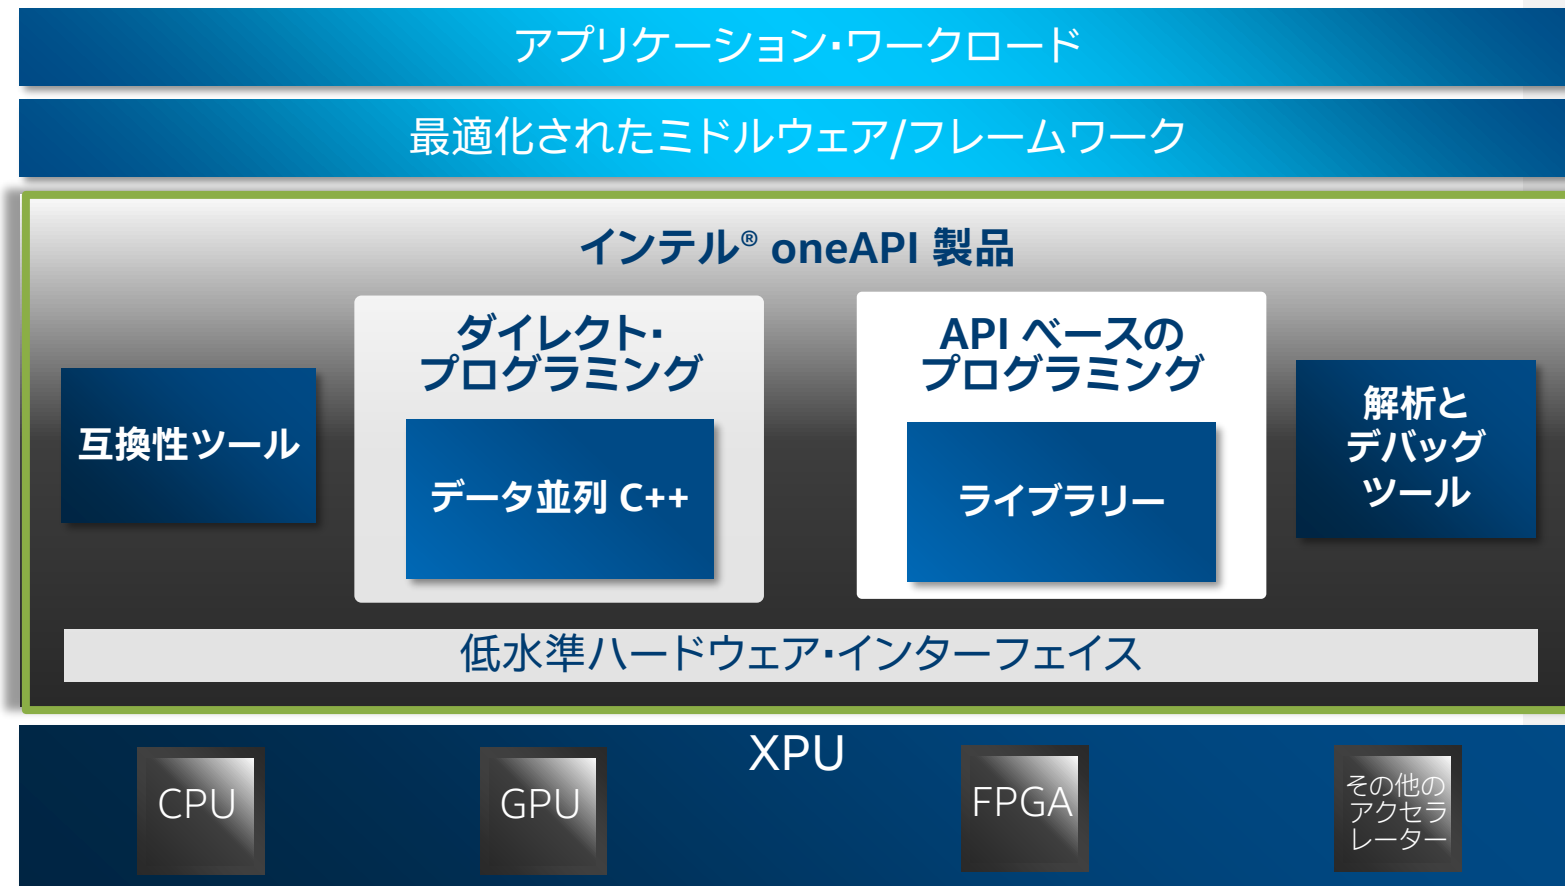 アプリケーション・ワークロード
最適化されたミドルウェア/フレームワーク
インテル® oneAPI 製品
互換性ツール
ダイレクト・
プログラミング
データ並列 C++
API ベースの
プログラミング
ライブラリー
解析と
デバッグ
ツール
低水準ハードウェア・インターフェイス
XPU
CPU
GPU
FPGA
その他の
アクセラ
レーター